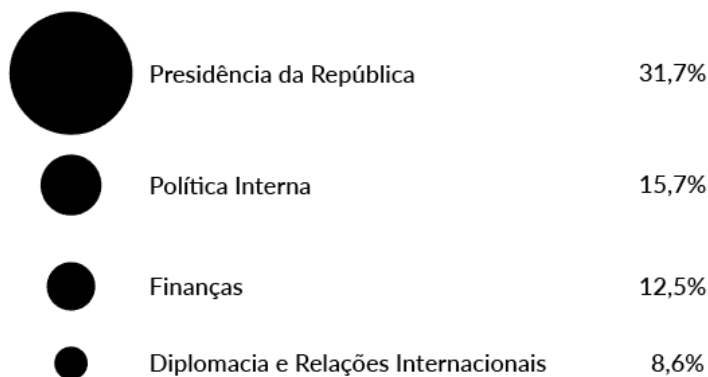 Presidência da República 31,7%
Política Interna 15,7%
Finanças 12,5%
Diplomacia e Relações Internacionais 8,6%